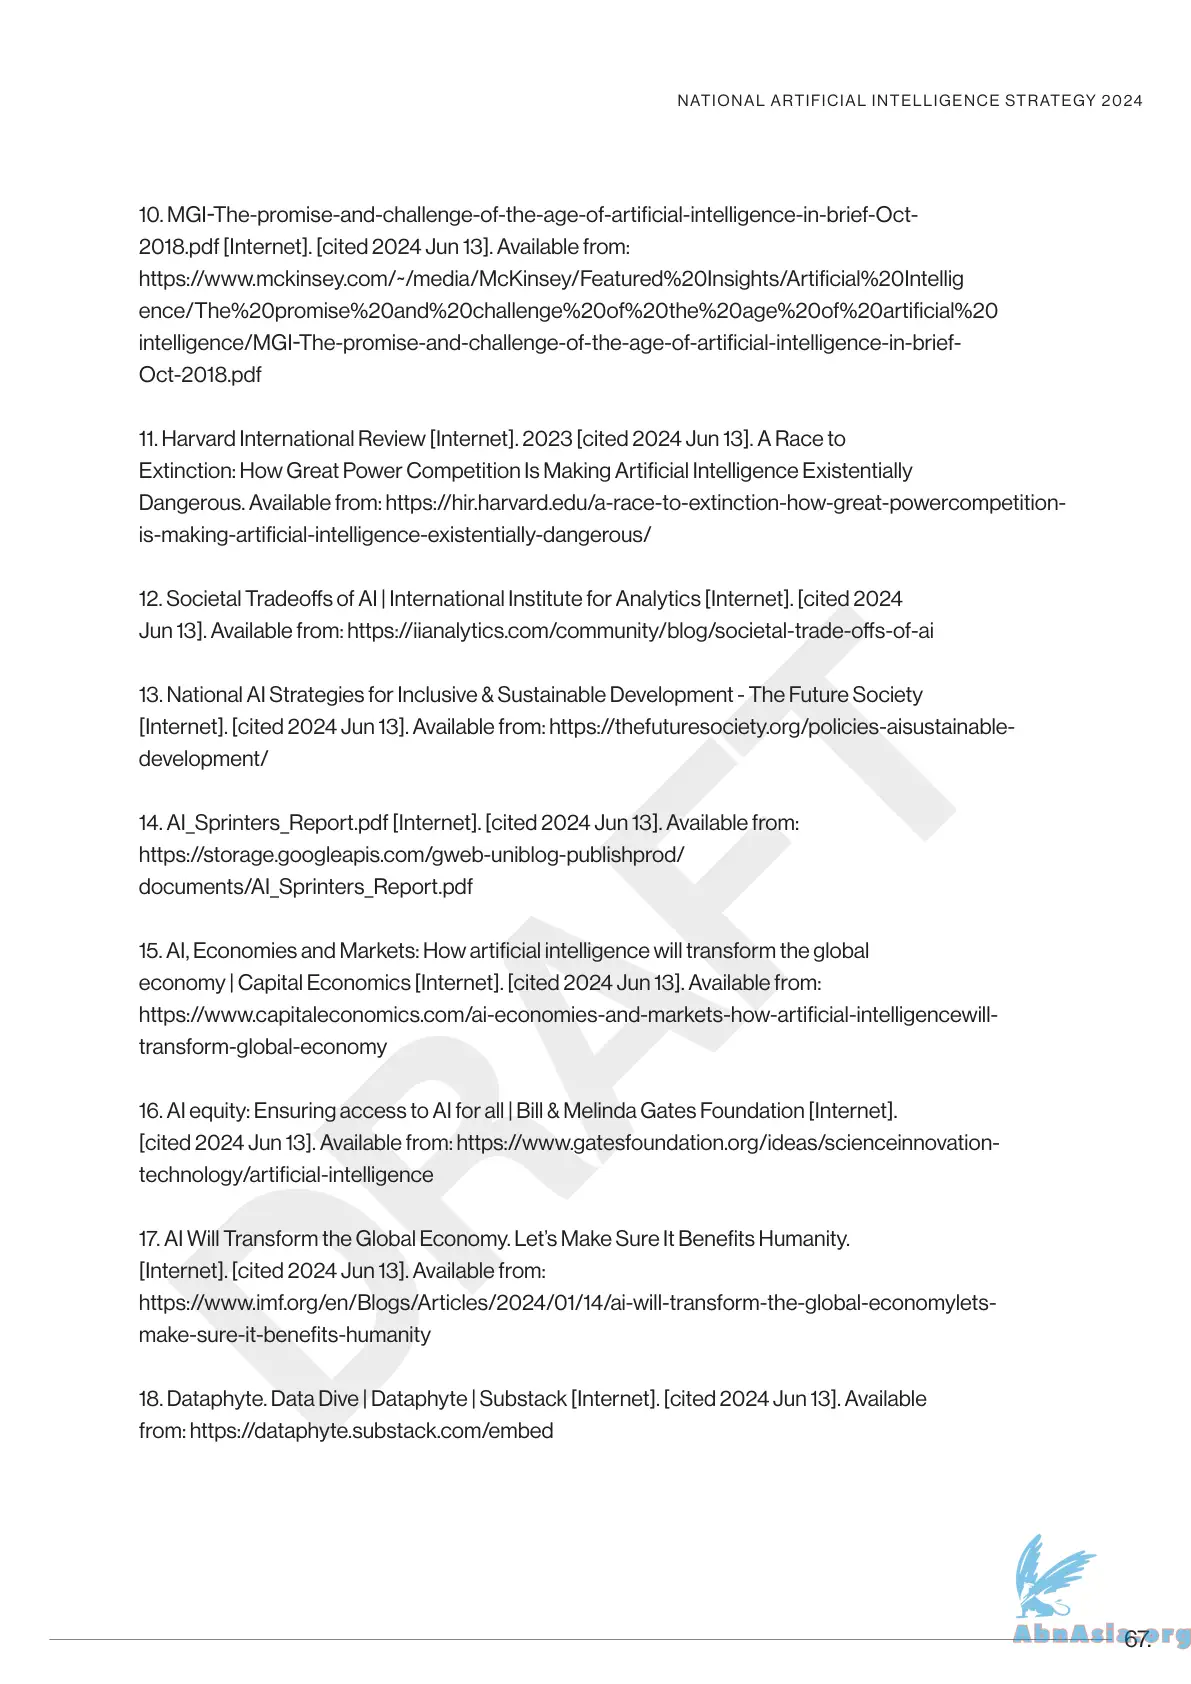 NATIONAL ARTIFICIAL INTELLIGENCE STRATEGY 2024
10. MGI-The-promise-and-challenge-of-the-age-of-artificial-intelligence-in-brief-Oct-
2018.pdf [Internet]. [cited 2024 Jun 13]. Available from:
https://www.mckinsey.com/~/media/McKinsey/Featured%20Insights/Artificial%20Intellig
ence/The%20promise%20and%20challenge%20of%20the%20age%20of%20artificial%20
intelligence/MGI-The-promise-and-challenge-of-the-age-of-artificial-intelligence-in-brief-
Oct-2018.pdf
11. Harvard International Review [Internet]. 2023 [cited 2024 Jun 13]. A Race to
Extinction: How Great Power Competition Is Making Artificial Intelligence Existentially
Dangerous. Available from: https://hir.harvard.edu/a-race-to-extinction-how-great-powercompetition-
is-making-artificial-intelligence-existentially-dangerous/
12. Societal Tradeoffs of AI | International Institute for Analytics [Internet]. [cited 2024
Jun 13]. Available from: https://iianalytics.com/community/blog/societal-trade-offs-of-ai
13. National AI Strategies for Inclusive & Sustainable Development - The Future Society
[Internet]. [cited 2024 Jun 13]. Available from: https://thefuturesociety.org/policies-aisustainable-
development/
14. AI_Sprinters_Report.pdf [Internet]. [cited 2024 Jun 13]. Available from:
https://storage.googleapis.com/gweb-uniblog-publishprod/
documents/AI_Sprinters_Report.pdf
15. AI, Economies and Markets: How artificial intelligence will transform the global
economy | Capital Economics [Internet]. [cited 2024 Jun 13]. Available from:
https://www.capitaleconomics.com/ai-economies-and-markets-how-artificial-intelligencewill-
transform-global-economy
16. AI equity: Ensuring access to AI for all | Bill & Melinda Gates Foundation [Internet].
[cited 2024 Jun 13]. Available from: https://www.gatesfoundation.org/ideas/scienceinnovation-
technology/artificial-intelligence
17. AI Will Transform the Global Economy. Let's Make Sure It Benefits Humanity.
[Internet]. [cited 2024 Jun 13]. Available from:
https://www.imf.org/en/Blogs/Articles/2024/01/14/ai-will-transform-the-global-economylets-
make-sure-it-benefits-humanity
18. Dataphyte. Data Dive | Dataphyte | Substack [Internet]. [cited 2024 Jun 13]. Available
from: https://dataphyte.substack.com/embed
DRAFT
AbnAsia.org
67.